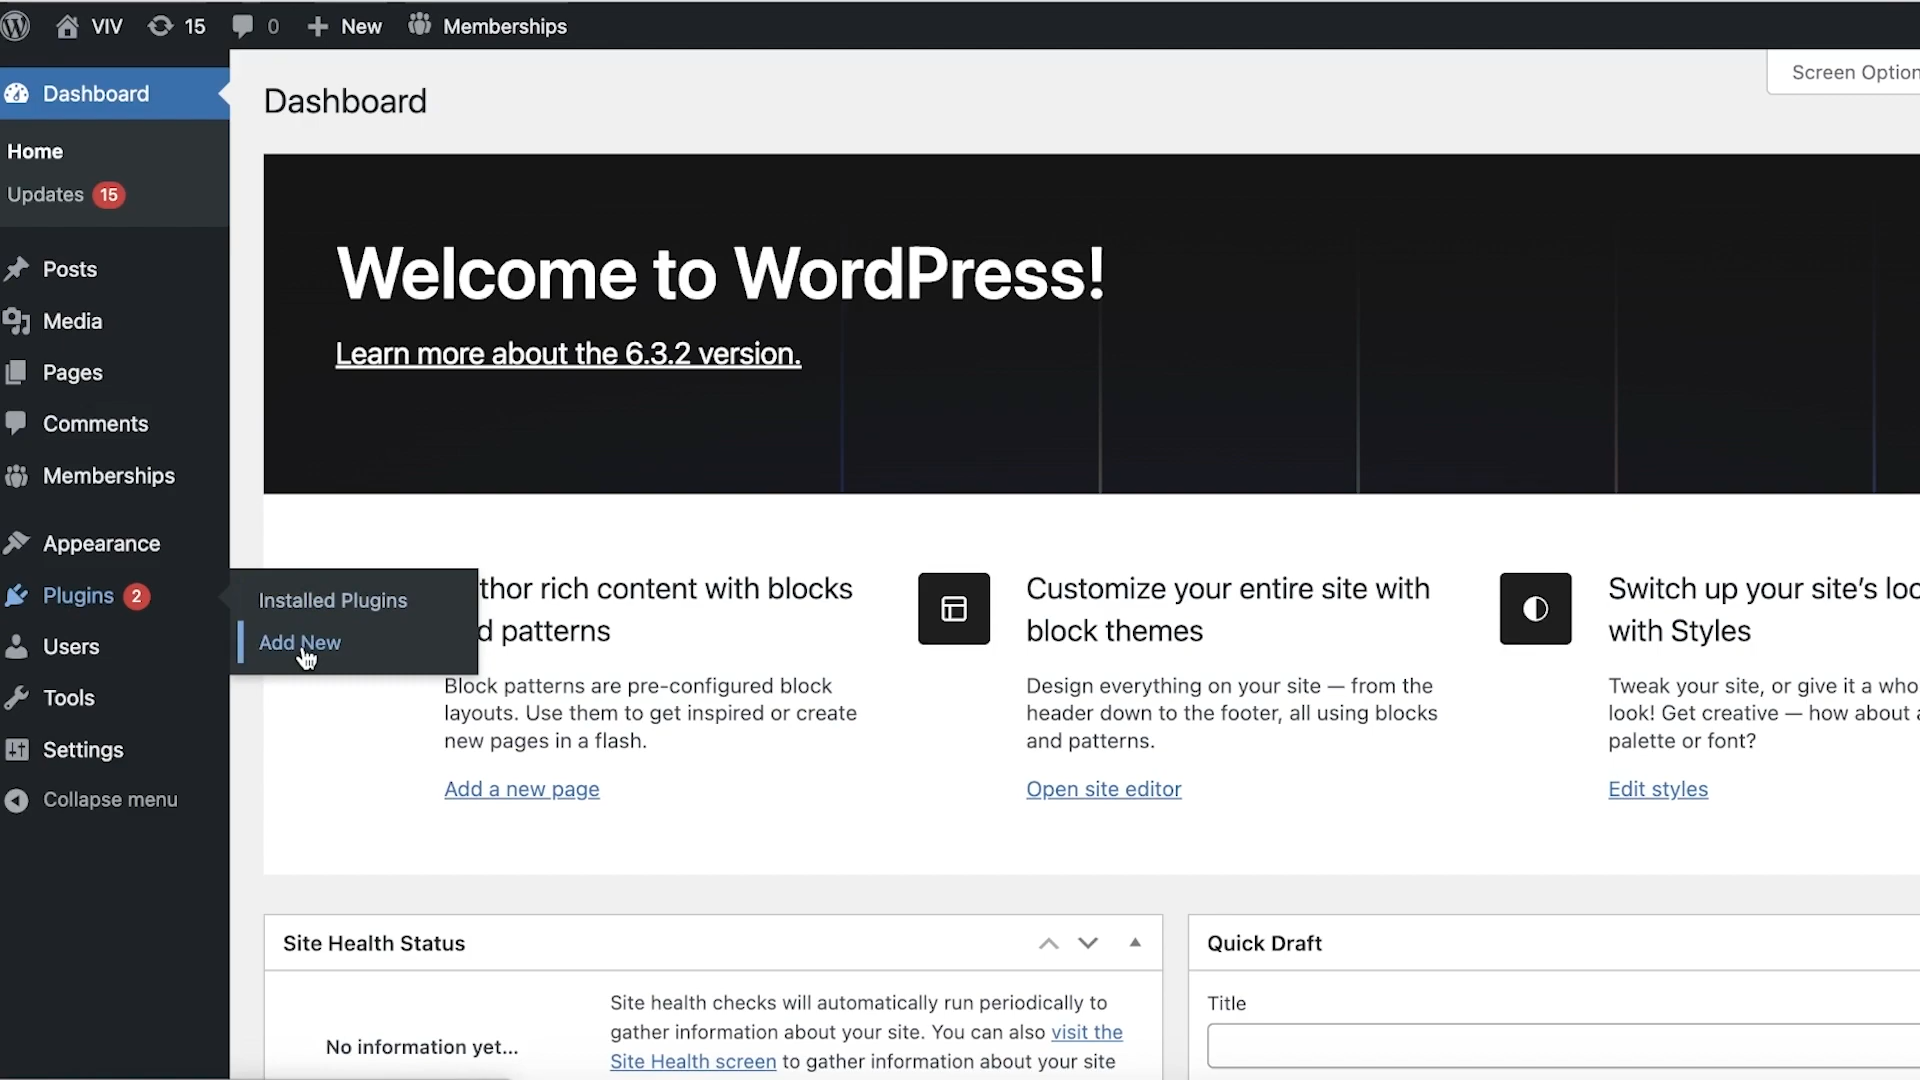 VIV 15 0 New Memberships
Dashboard
Home
Updates 15
Posts
Media
Pages
Comments
Memberships
Appearance
Plugins 2
Users
Tools
Settings
Collapse menu
Installed Plugins
Add New
Screen Option
Dashboard
Welcome to WordPress!
Learn more about the 6.3.2 version.
thor rich content with blocks
d patterns
Block patterns are pre-configured block
layouts. Use them to get inspired or create
new pages in a flash.
Add a new page
Customize your entire site with
block themes
Design everything on your site — from the
header down to the footer, all using blocks
and patterns.
Open site editor
Switch up your site's loo
with Styles
Tweak your site, or give it a who
look! Get creative — how about a
palette or font?
Edit styles
Site Health Status
No information yet...
Site health checks will automatically run periodically to
gather information about your site. You can also visit the
Site Health screen to gather information about your site
Quick Draft
Title